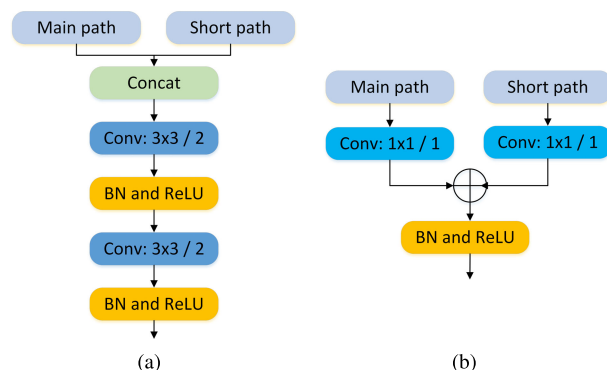 Main path
Short path
Concat
Conv: 3x3 / 2
BN and ReLU
Conv: 3x3 / 2
BN and ReLU
(a)
Main path
Short path
Conv: 1x1 / 1
Conv: 1x1 / 1
BN and ReLU
(b)